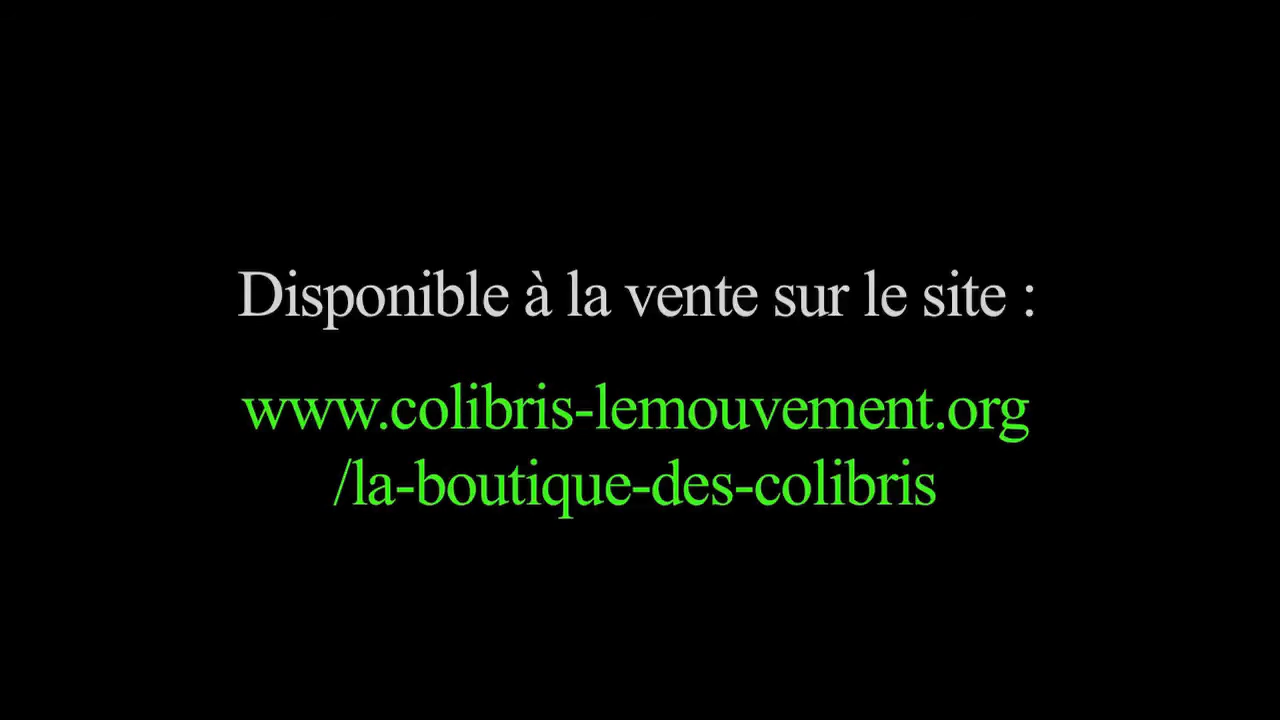 Disponible à la vente sur le site :
www.colibris-lemouvement.org
/la-boutique-des-colibris